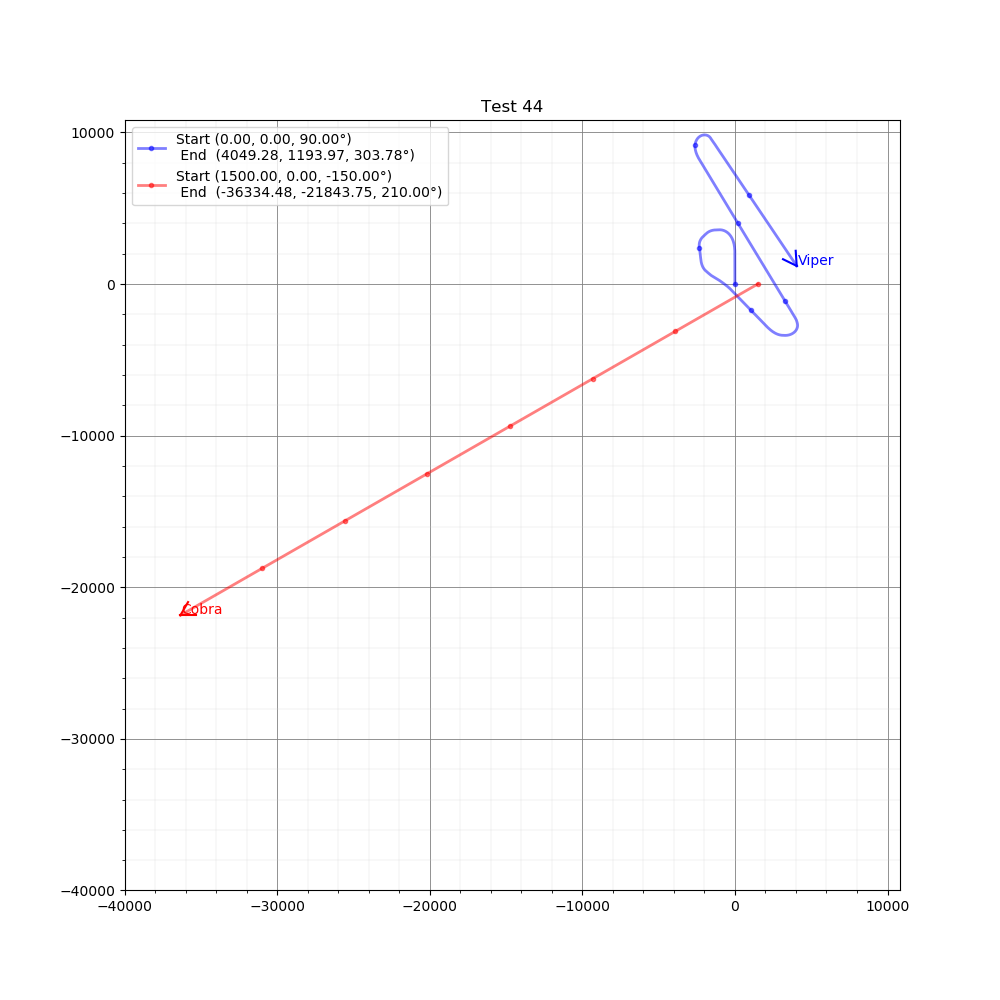 Test 44
Start (0.00, 0.00, 90.00°)
End (4049.28, 1193.97, 303.78°)
Start (1500.00, 0.00, -150.00°)
End (-36334.48, -21843.75, 210.00°)
10000
0
−10000
−20000
−30000
−40000
Viper
Cobra
−40000
−30000
−20000
−10000
0
10000